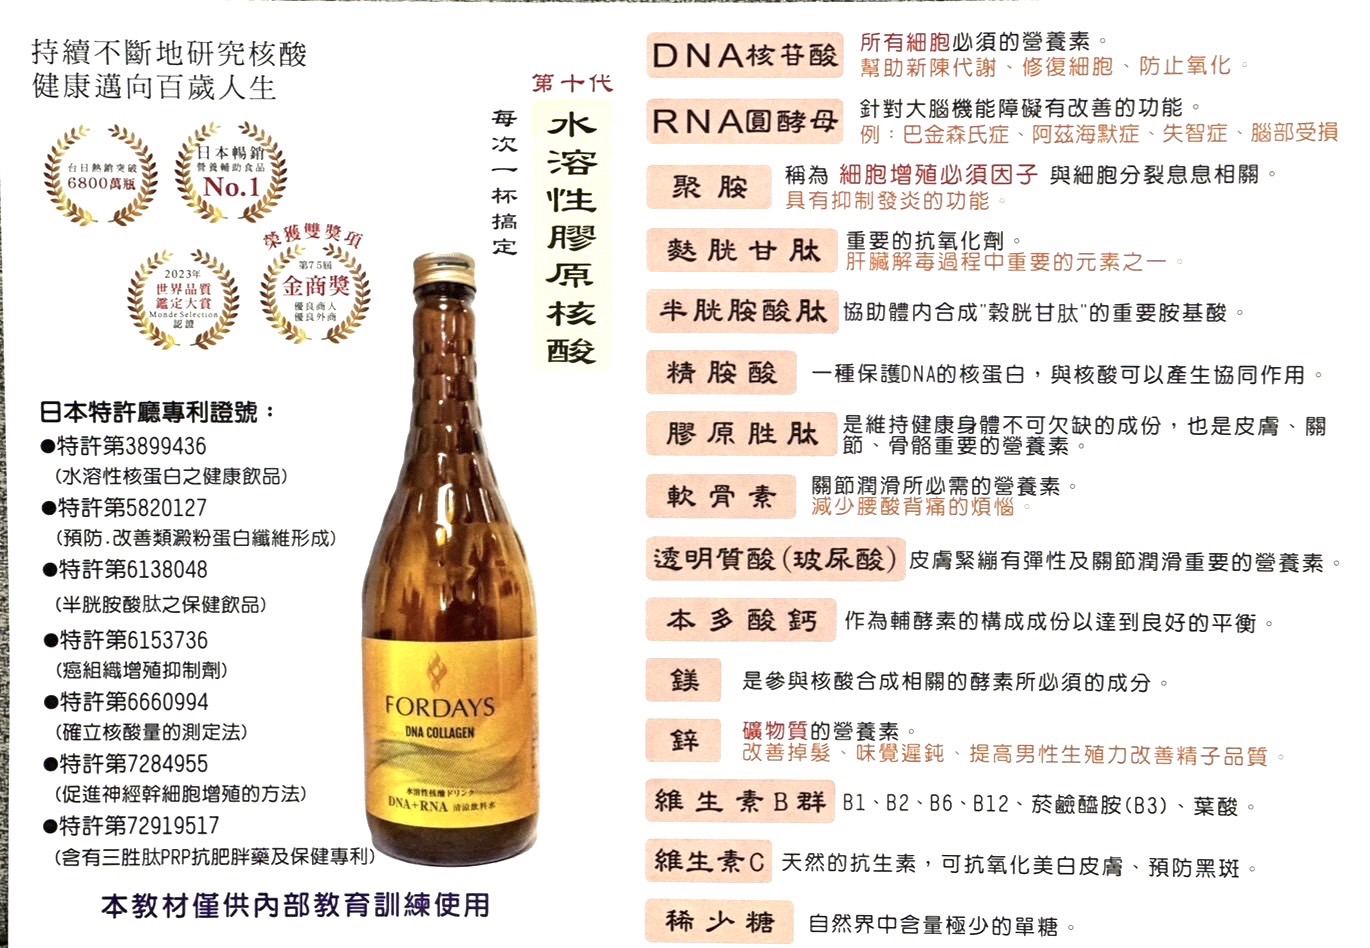 持續不斷地研究核酸
健康邁向百歲人生
台日熱銷突破
6800萬瓶
日本暢銷
營養輔助食品
No.1
2023年
世界品質
鑑定大賞
Monde Selection
認證
榮獲雙獎項
第75屆
金商獎
優良商人
優良外商
第十代
水溶性膠原核酸
每次一杯搞定
日本特許廳專利證號：
●特許第3899436
(水溶性核蛋白之健康飲品)
●特許第5820127
(預防.改善類澱粉蛋白纖維形成)
●特許第6138048
(半胱胺酸肽之保健飲品)
●特許第6153736
(癌組織增殖抑制劑)
●特許第6660994
(確立核酸量的測定法)
●特許第7284955
(促進神經幹細胞增殖的方法)
●特許第72919517
(含有三胜肽PRP抗肥胖藥及保健專利)
本教材僅供內部教育訓練使用
FORDAYS
DNA COLLAGEN
水溶性核酸ドリンク
DNA+RNA 清涼飲料水
DNA核苷酸 所有細胞必須的營養素。
幫助新陳代謝、修復細胞、防止氧化。
RNA圓酵母 針對大腦機能障礙有改善的功能。
例：巴金森氏症、阿茲海默症、失智症、腦部受損
聚胺 稱為 細胞增殖必須因子 與細胞分裂息息相關。
具有抑制發炎的功能。
麩胱甘肽 重要的抗氧化劑。
肝臟解毒過程中重要的元素之一。
半胱胺酸肽 協助體內合成"穀胱甘肽"的重要胺基酸。
精胺酸 一種保護DNA的核蛋白，與核酸可以產生協同作用。
膠原胜肽 是維持健康身體不可欠缺的成份，也是皮膚、關
節、骨骼重要的營養素。
軟骨素 關節潤滑所必需的營養素。
減少腰酸背痛的煩惱。
透明質酸(玻尿酸) 皮膚緊繃有彈性及關節潤滑重要的營養素。
本多酸鈣 作為輔酵素的構成成份以達到良好的平衡。
鎂 是參與核酸合成相關的酵素所必須的成分。
鋅 礦物質的營養素。
改善掉髮、味覺遲鈍、提高男性生殖力改善精子品質。
維生素B群 B1、B2、B6、B12、菸鹼醯胺(B3)、葉酸。
維生素C 天然的抗生素，可抗氧化美白皮膚、預防黑斑。
稀少糖 自然界中含量極少的單糖。